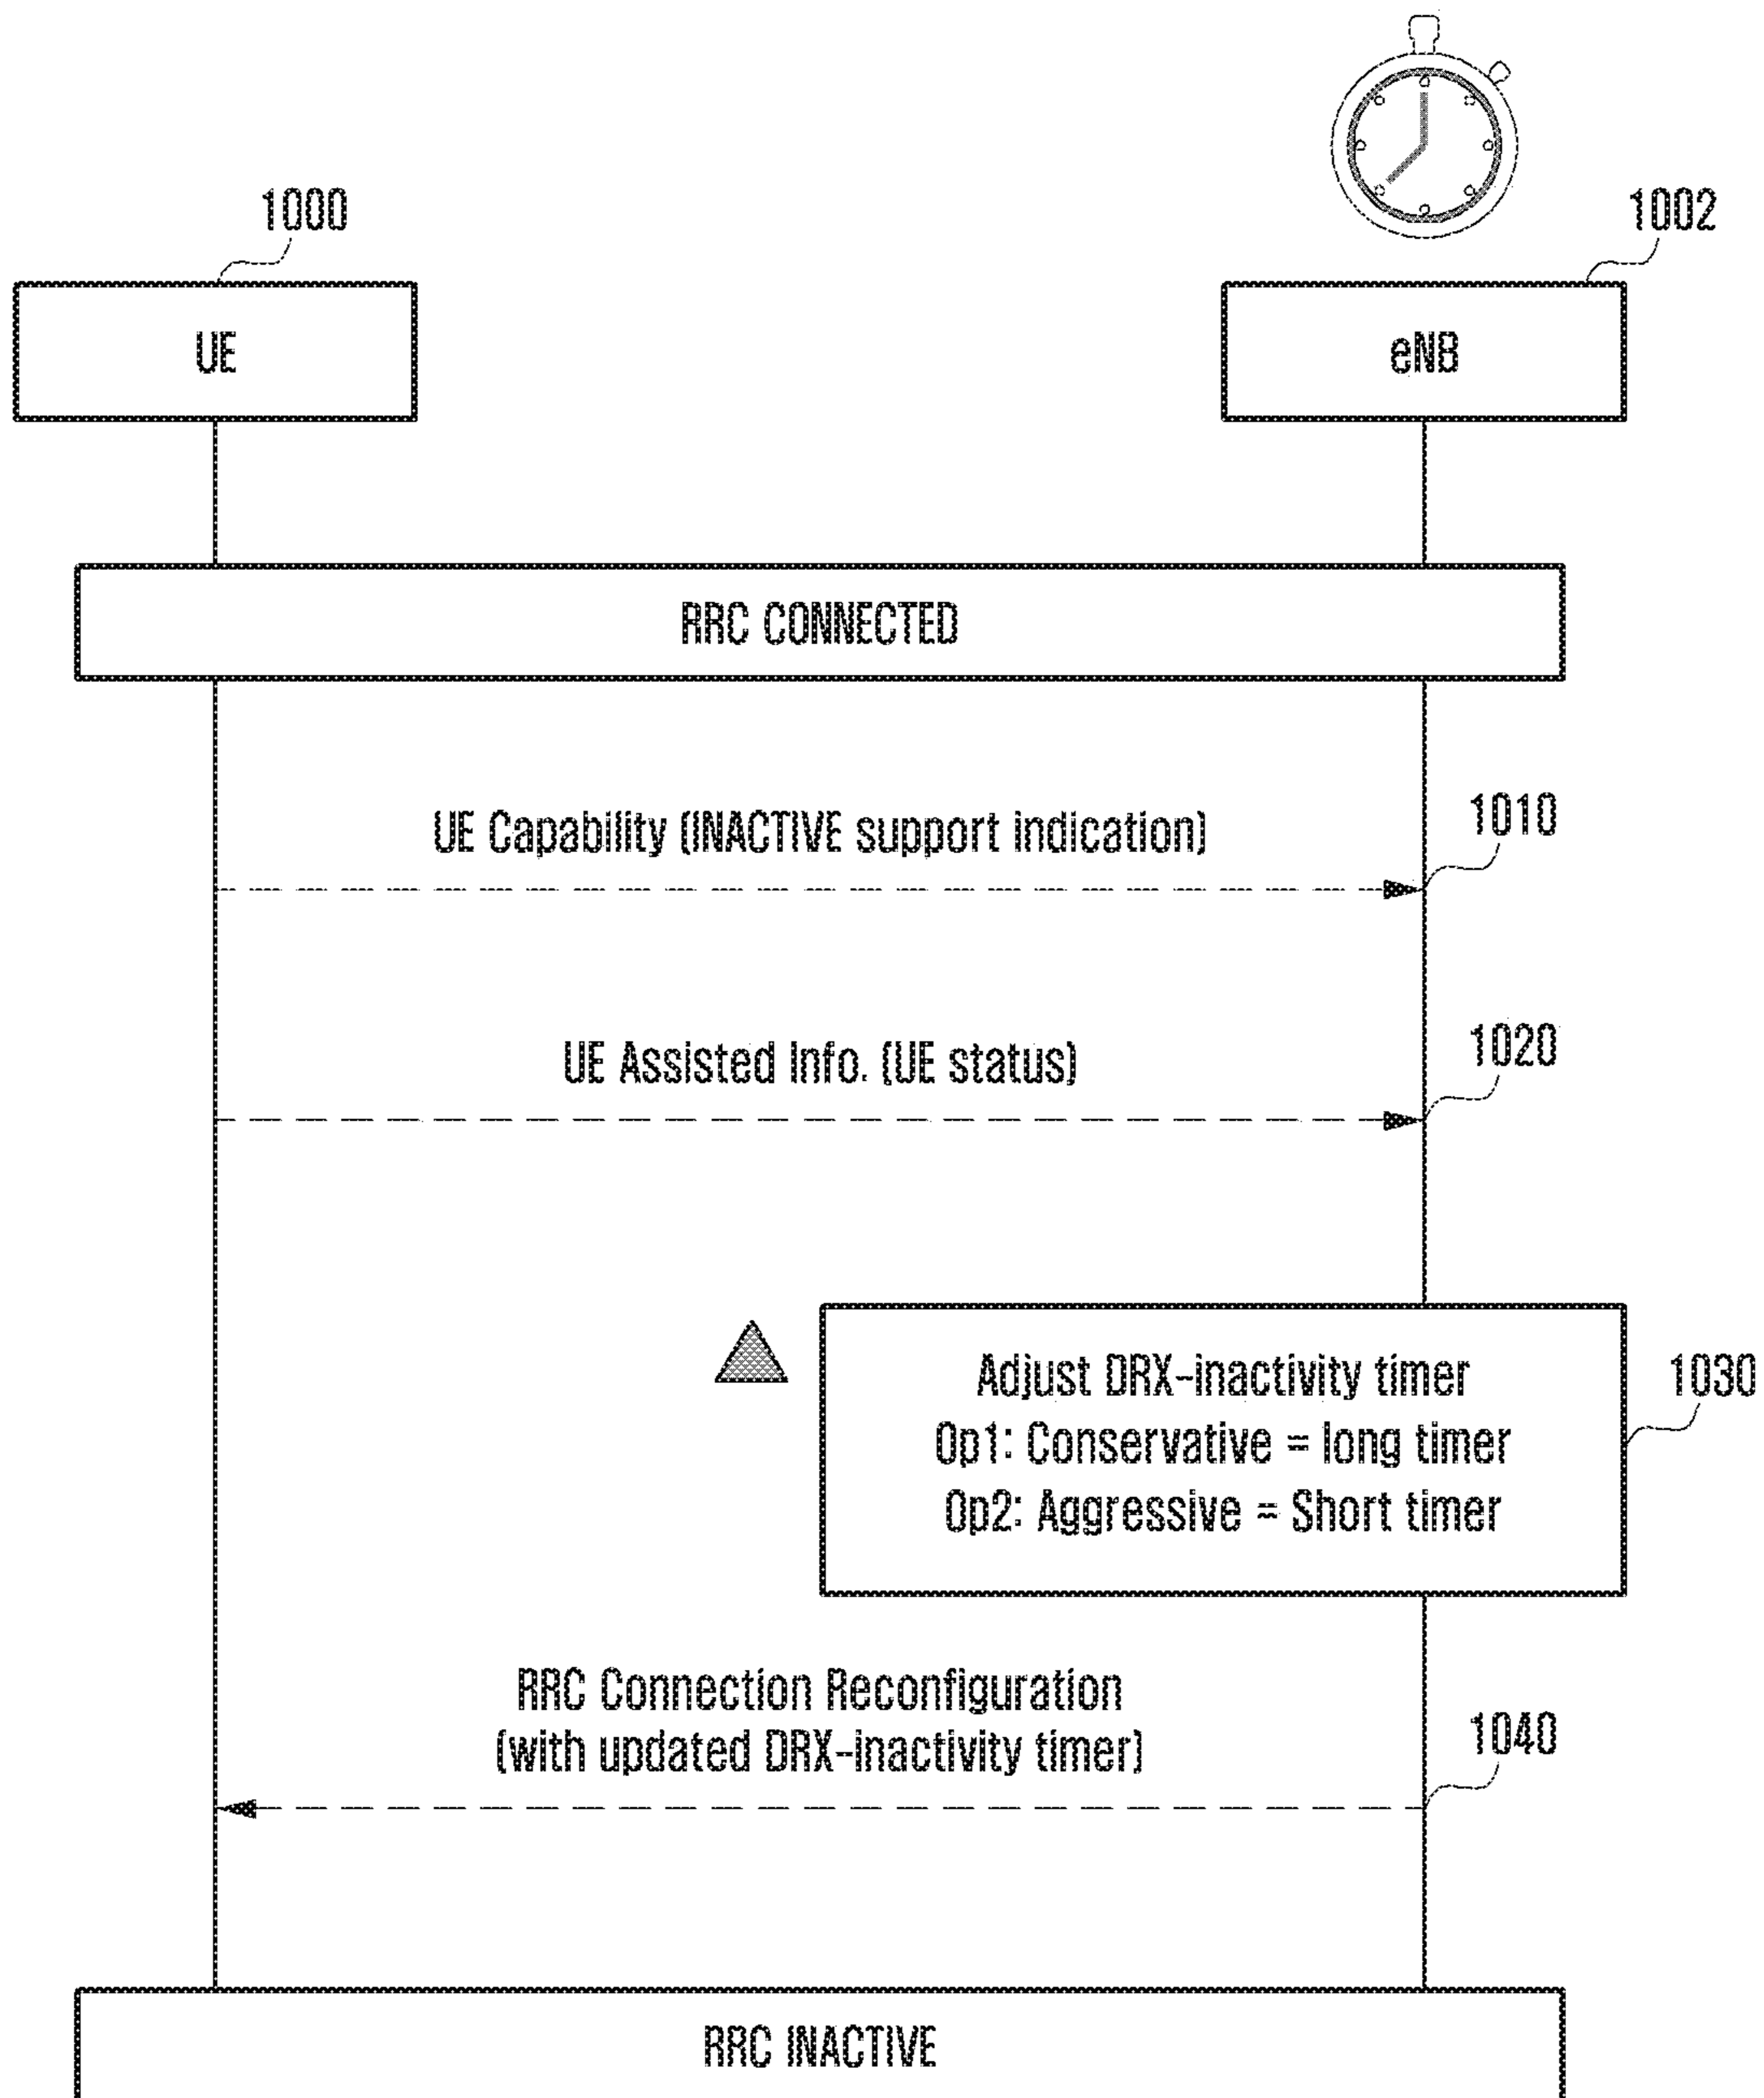 1000
1002
UE
eNB
RRC CONNECTED
UE Capability (INACTIVE support indication)
1010
UE Assisted Info. (UE status)
1020
Adjust DRX-inactivity timer
Op1: Conservative = long timer
Op2: Aggressive = Short timer
1030
RRC Connection Reconfiguration
(with updated DRX-inactivity timer)
1040
RRC INACTIVE